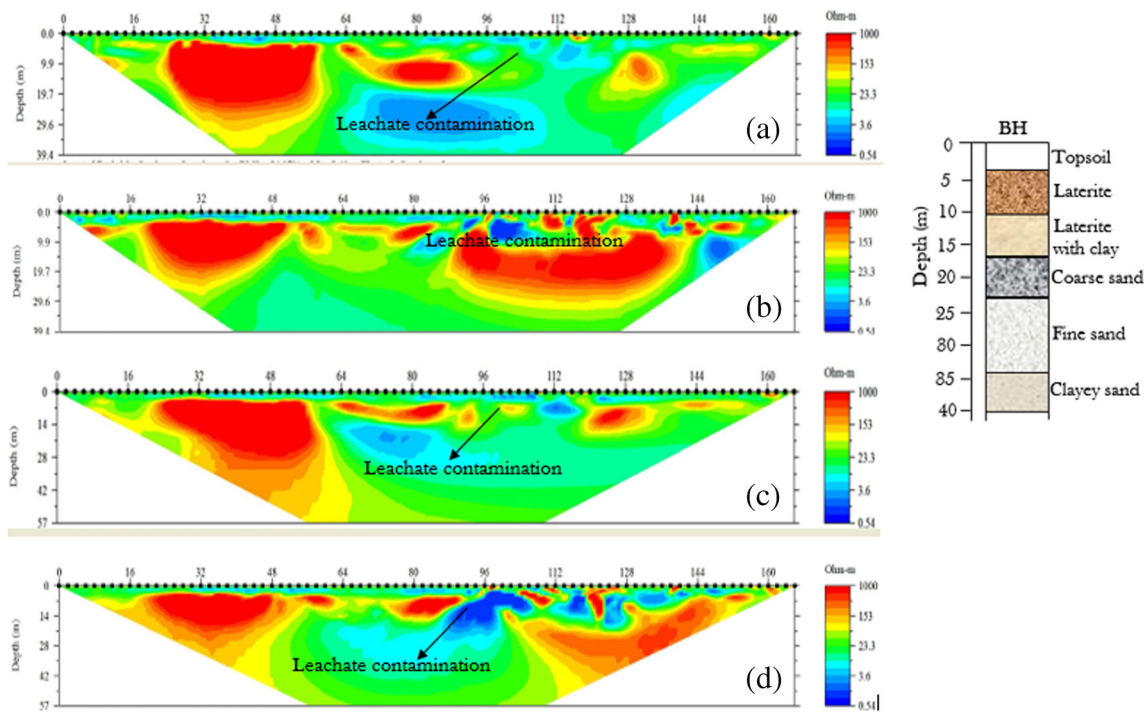 0 16 32 48 64 80 96 112 128 144 160 Ohm-m
0.0
9.9
19.7
29.6
39.4
Depth (m)
Leachate contamination
(a)
1000
153
23.3
3.6
0.54
0 16 32 48 64 80 96 112 128 144 160 Ohm-m
0.0
9.9
19.7
29.6
39.4
Depth (m)
Leachate contamination
(b)
1000
153
23.3
3.6
0.54
0 16 32 48 64 80 96 112 128 144 160 Ohm-m
0
14
28
42
57
Depth (m)
Leachate contamination
(c)
1000
153
23.3
3.6
0.54
0 16 32 48 64 80 96 112 128 144 160 Ohm-m
0
14
28
42
57
Depth (m)
Leachate contamination
(d)
1000
153
23.3
3.6
0.54
BH
Depth (m)
0
5
10
15
20
25
80
85
40
Topsoil
Laterite
Laterite
with clay
Coarse sand
Fine sand
Clayey sand